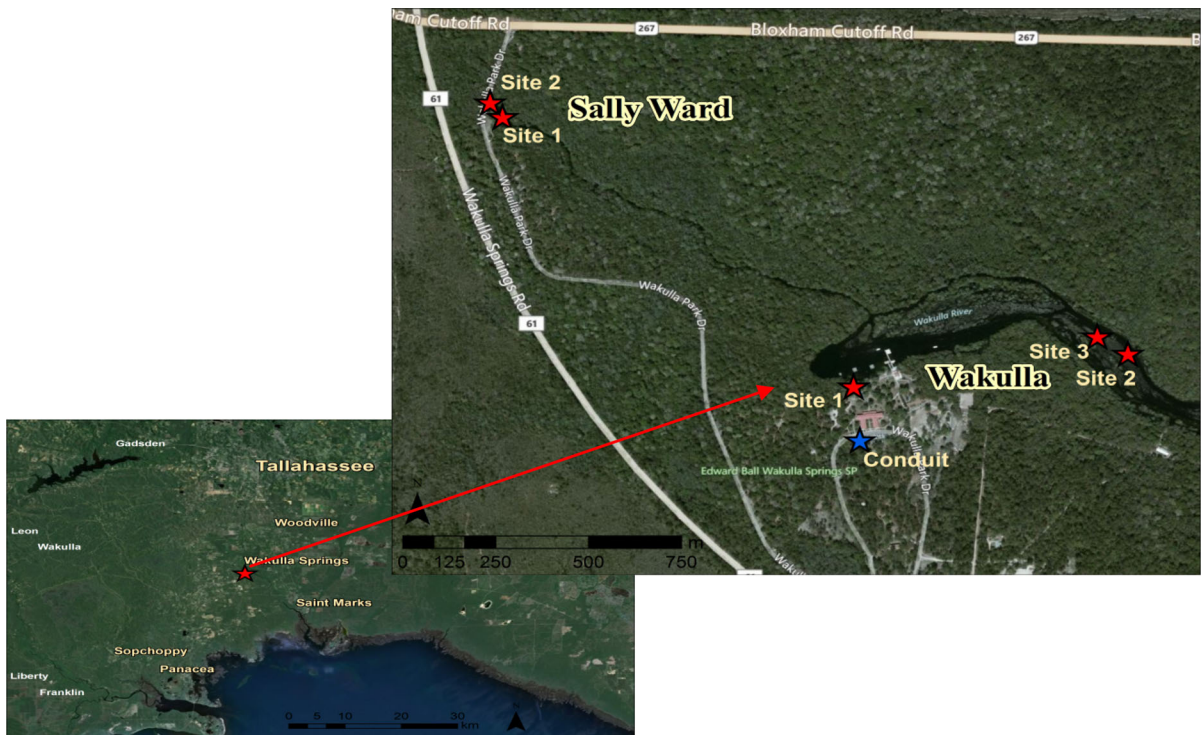 ham Cutoff Rd
267
Bloxham Cutoff Rd
267
61
Wakulla Park Dr
Site 2
Sally Ward
Site 1
Wakulla Park Dr
Wakulla Springs Rd
Wakulla Park Dr
61
Wakulla River
Site 3
Wakulla
Site 2
Site 1
Conduit
Wakulla Park Dr
Edward Ball Wakulla Springs SP
0 125 250 500 750 m
Gadsden
Tallahassee
Woodville
Leon
Wakulla
Wakulla Springs
Saint Marks
Sopchoppy
Panacea
Liberty
Franklin
0 5 10 20 30
km